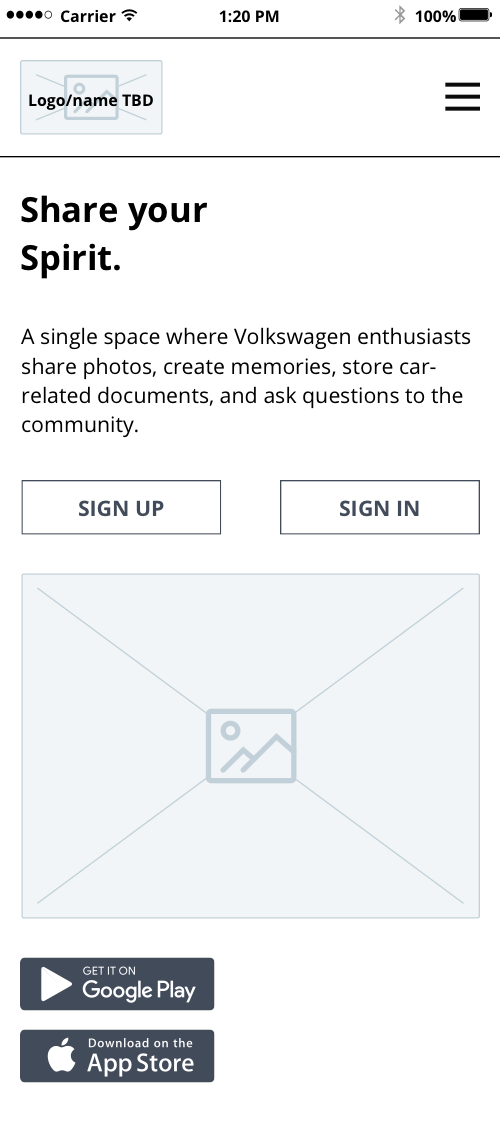 Carrier 1:20 PM 100%
Logo/name TBD
Share your
Spirit.
A single space where Volkswagen enthusiasts
share photos, create memories, store car-
related documents, and ask questions to the
community.
SIGN UP SIGN IN
GET IT ON
Google Play
Download on the
App Store